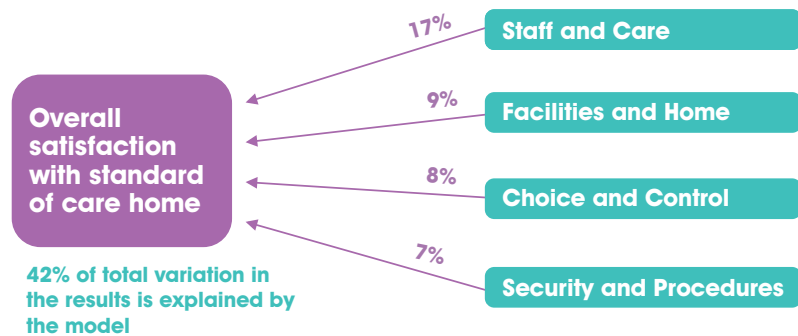 17%
Staff and Care
9%
Facilities and Home
Overall
satisfaction
with standard
of care home
8%
Choice and Control
7%
Security and Procedures
42% of total variation in
the results is explained by
the model